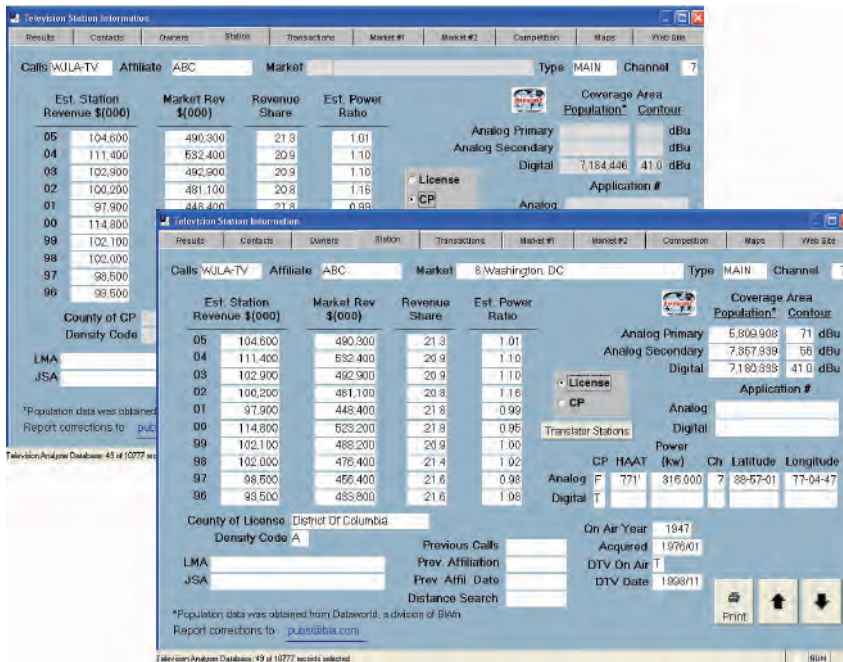 Television Station Information
Results Contacts Owners Station Transactions Market #1 Market #2 Competition Maps Web Site
Calls WJLA-TV Affiliate ABC Market Type MAIN Channel 7
Est. Station Revenue $(000) Market Rev $(000) Revenue Share Est. Power Ratio
Coverage Area
Population* Contour
05 104,600 490,300 21.3 1.01
04 111,400 532,400 20.9 1.10
03 102,900 492,900 20.9 1.10
02 100,200 481,100 20.8 1.16
01 97,900 448,400 21.8 0.99
00 114,800
99 102,100
98 102,000
97 98,500
96 93,500
Analog Primary dBu
Analog Secondary dBu
Digital 7,184,446 41.0 dBu
License
CP
Application #
Analog
County of CP
Density Code
LMA
JSA
*Population data was obtained
Report corrections to pub
Television Analyzer Database: 49 of 10777
Television Station Information
Results Contacts Owners Station Transactions Market #1 Market #2 Competition Maps Web Site
Calls WJLA-TV Affiliate ABC Market 8 Washington, DC Type MAIN Channel 7
Est. Station Revenue $(000) Market Rev $(000) Revenue Share Est. Power Ratio
Coverage Area
Population* Contour
05 104,600 490,300 21.3 1.01
04 111,400 532,400 20.9 1.10
03 102,900 492,900 20.9 1.10
02 100,200 481,100 20.8 1.16
01 97,900 448,400 21.8 0.99
00 114,800 523,200 21.9 0.95
99 102,100 488,200 20.9 1.00
98 102,000 476,400 21.4 1.02
97 98,500 456,400 21.6 0.98
96 93,500 433,800 21.6 1.08
Analog Primary 5,809,908 71 dBu
Analog Secondary 7,357,939 56 dBu
Digital 7,180,333 41.0 dBu
License
CP
Application #
Analog
Digital
Translator Stations
CP HAAT Power (kw) Ch Latitude Longitude
Analog F 771' 316.000 7 38-57-01 77-04-47
Digital T
County of License District Of Columbia
Density Code A
LMA
JSA
Previous Calls
Prev. Affiliation
Prev. Affil. Date
Distance Search
On Air Year 1947
Acquired 1976/01
DTV On Air T
DTV Date 1998/11
Print
*Population data was obtained from Dataworld, a division of BIAfn
Report corrections to pubs@bia.com
Television Analyzer Database: 49 of 10777 records selected
NUM